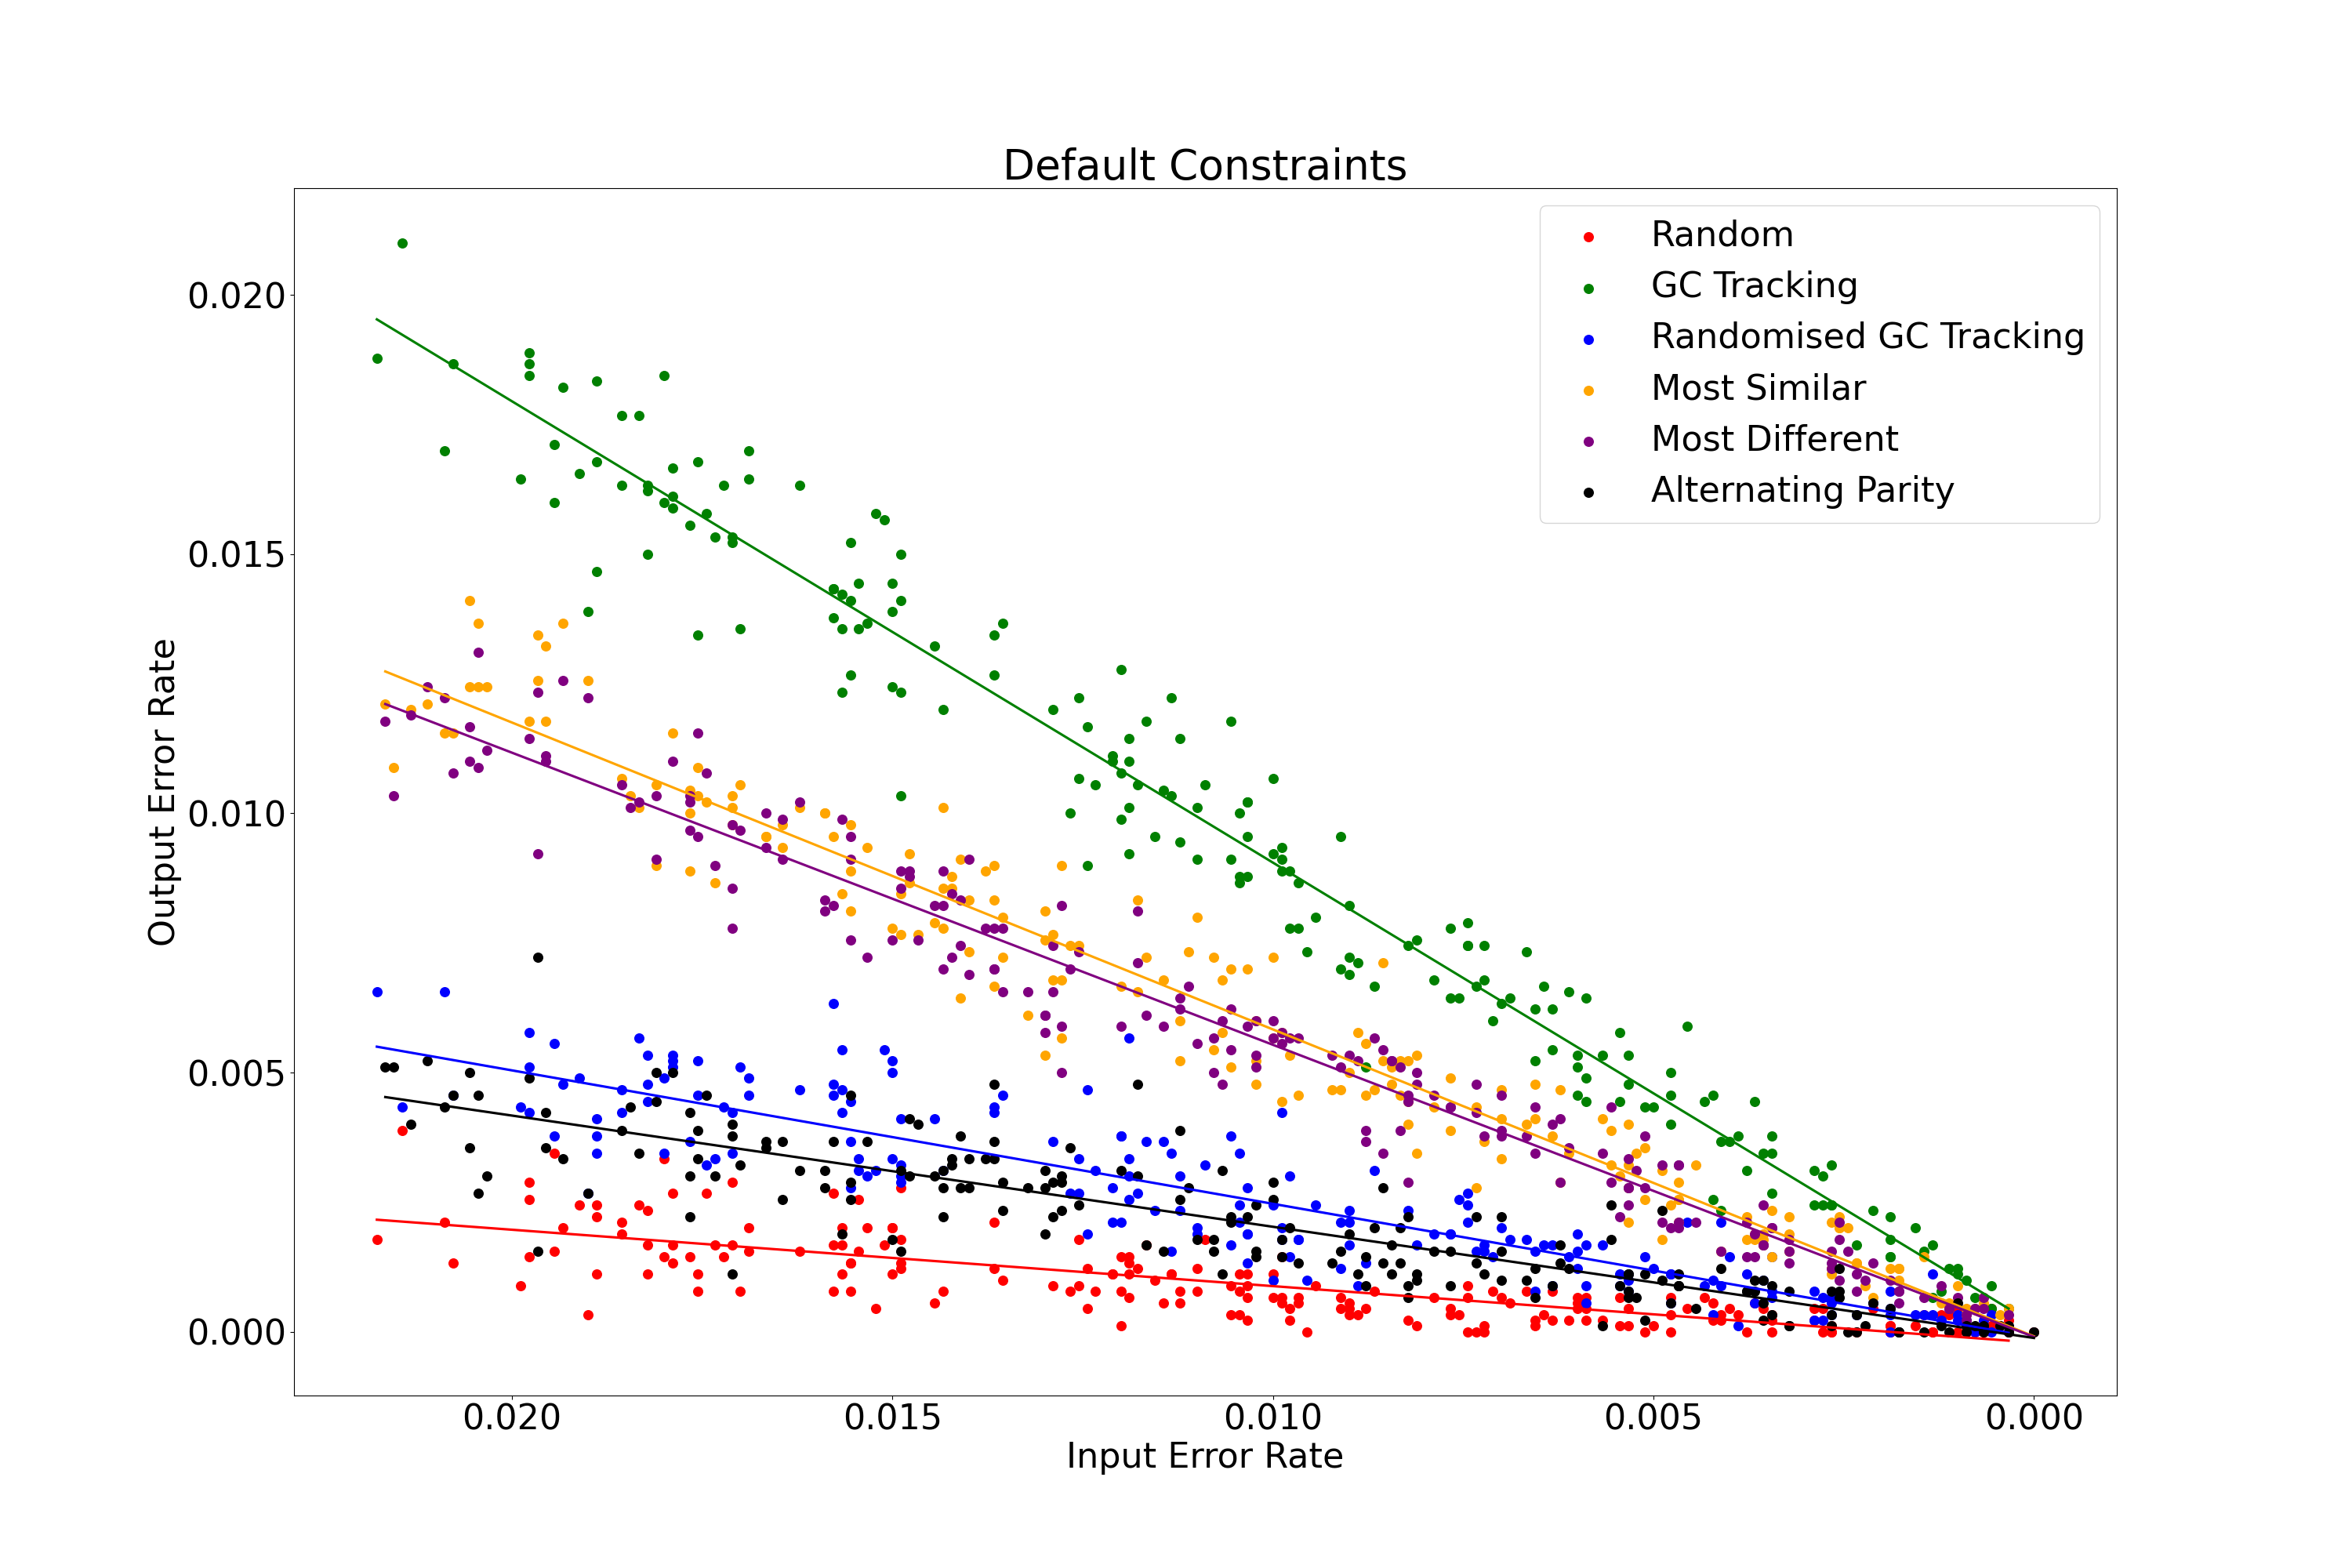 Default Constraints
Random
GC Tracking
Randomised GC Tracking
Most Similar
Most Different
Alternating Parity
Output Error Rate
0.020
0.015
0.010
0.005
0.000
0.020 0.015 0.010 0.005 0.000
Input Error Rate